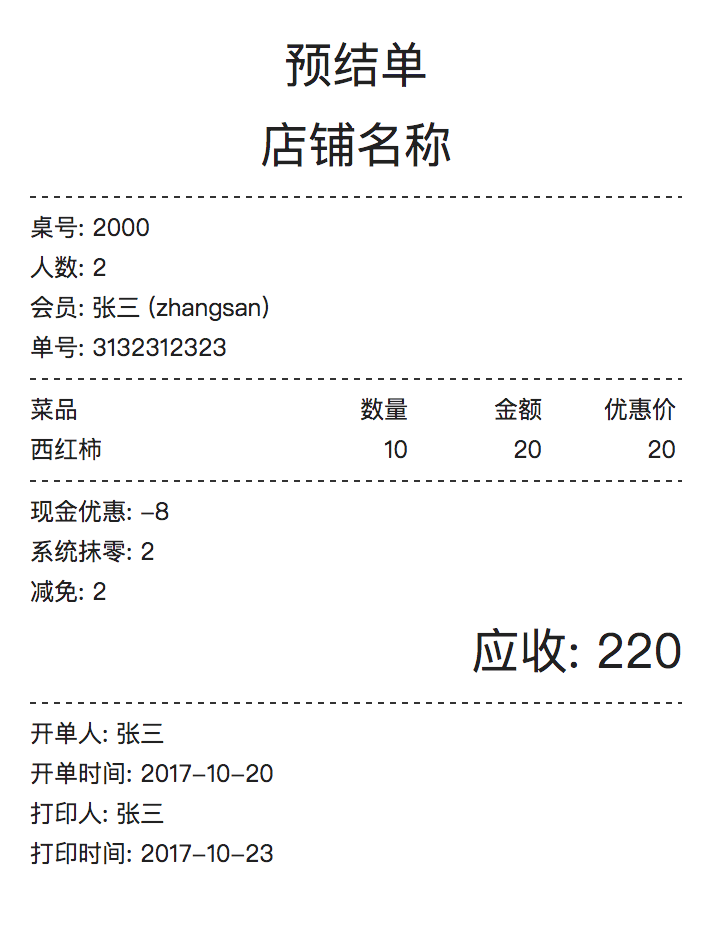 预结单
店铺名称
桌号: 2000
人数: 2
会员: 张三 (zhangsan)
单号: 3132312323
菜品 数量 金额 优惠价
西红柿 10 20 20
现金优惠: -8
系统抹零: 2
减免: 2
应收: 220
开单人: 张三
开单时间: 2017-10-20
打印人: 张三
打印时间: 2017-10-23